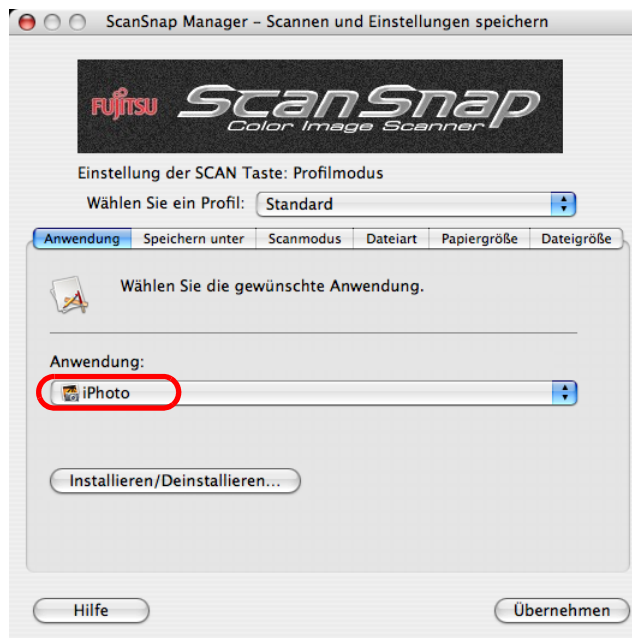 ScanSnap Manager – Scannen und Einstellungen speichern
FUJITSU ScanSnap
Color Image Scanner
Einstellung der SCAN Taste: Profilmodus
Wählen Sie ein Profil: Standard
Anwendung Speichern unter Scanmodus Dateiart Papiergröße Dateigröße
Wählen Sie die gewünschte Anwendung.
Anwendung:
iPhoto
Installieren/Deinstallieren...
Hilfe Übernehmen